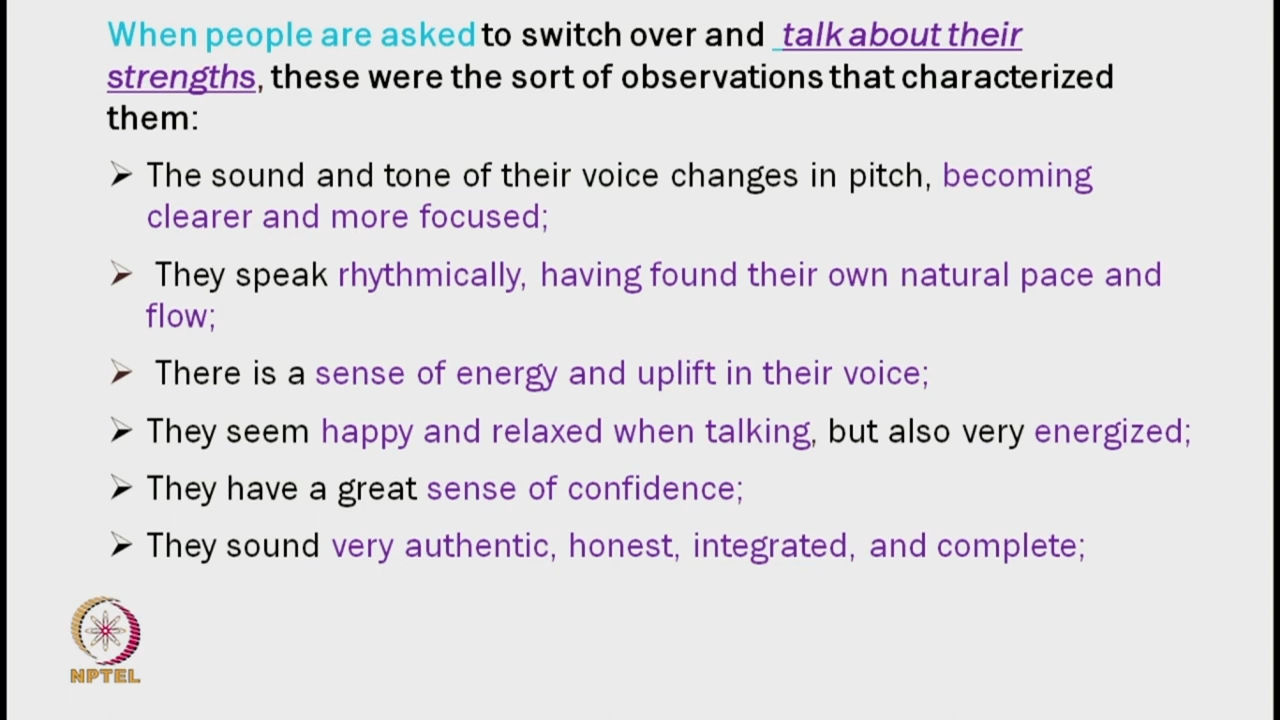 When people are asked to switch over and talk about their
strengths, these were the sort of observations that characterized
them:
The sound and tone of their voice changes in pitch, becoming
clearer and more focused;
They speak rhythmically, having found their own natural pace and
flow;
There is a sense of energy and uplift in their voice;
They seem happy and relaxed when talking, but also very energized;
They have a great sense of confidence;
They sound very authentic, honest, integrated, and complete;
NPTEL